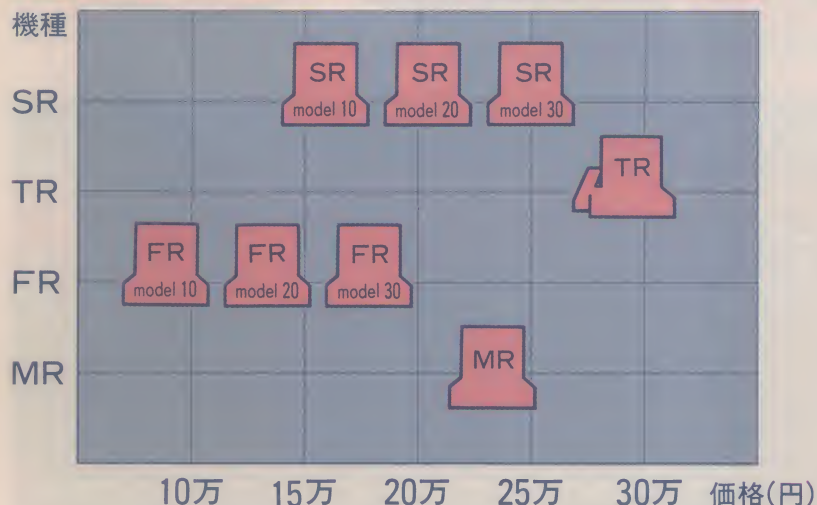 機種
SR
SR
model 10
SR
model 20
SR
model 30
TR
TR
FR
FR
model 10
FR
model 20
FR
model 30
MR
MR
10万 15万 20万 25万 30万 価格(円)